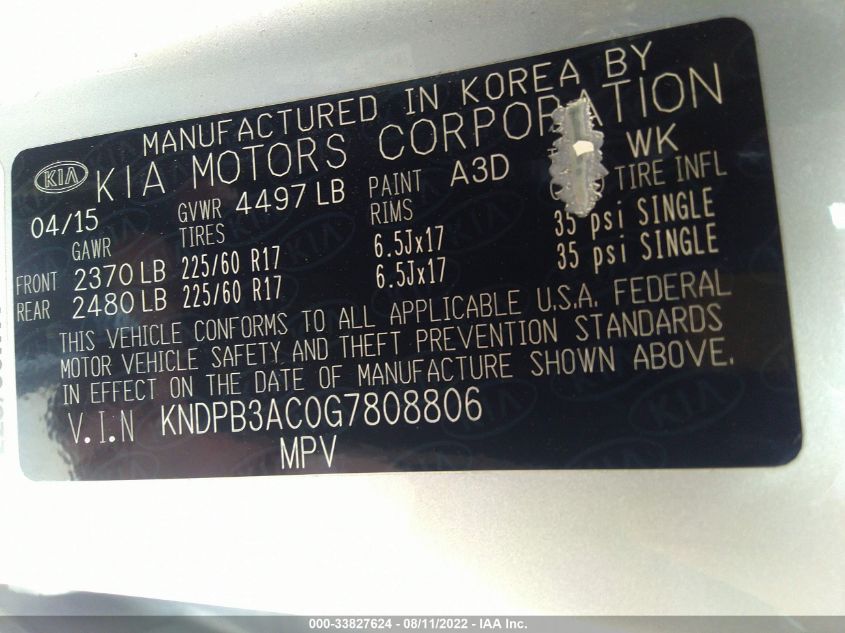 MANUFACTURED IN KOREA BY
KIA KIA MOTORS CORPORATION
04/15 GVWR 4497 LB PAINT A3D WK
GAWR TIRES RIMS TIRE INFL
FRONT 2370 LB 225/60 R17 6.5Jx17 35 psi SINGLE
REAR 2480 LB 225/60 R17 6.5Jx17 35 psi SINGLE
THIS VEHICLE CONFORMS TO ALL APPLICABLE U.S.A. FEDERAL
MOTOR VEHICLE SAFETY AND THEFT PREVENTION STANDARDS
IN EFFECT ON THE DATE OF MANUFACTURE SHOWN ABOVE.
V.I.N KNDPB3AC0G7808806
MPV
000-33827624 - 08/11/2022 - IAA Inc.